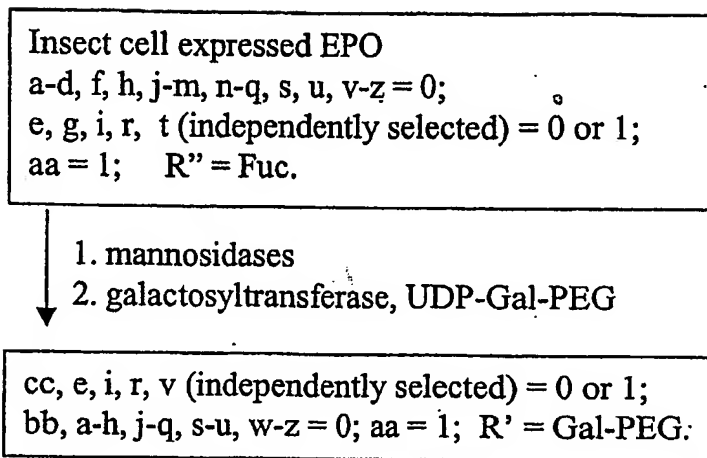 Insect cell expressed EPO
a-d, f, h, j-m, n-q, s, u, v-z = 0;
e, g, i, r, t (independently selected) = 0 or 1;
aa = 1; R” = Fuc.
1. mannosidases
2. galactosyltransferase, UDP-Gal-PEG
cc, e, i, r, v (independently selected) = 0 or 1;
bb, a-h, j-q, s-u, w-z = 0; aa = 1; R’ = Gal-PEG.